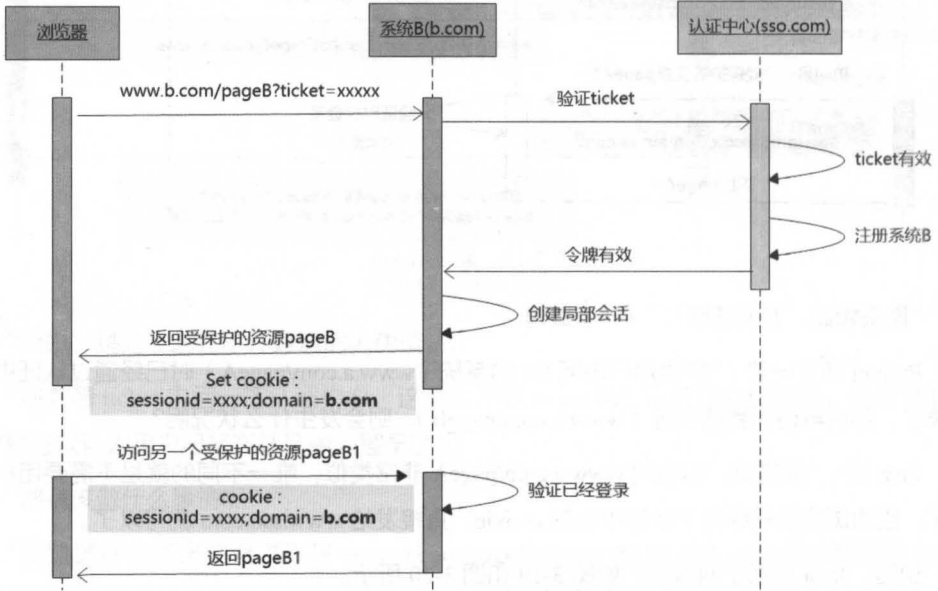 浏览器
系统B(b.com)
认证中心(sso.com)
www.b.com/pageB?ticket=xxxxx
验证ticket
ticket有效
注册系统B
令牌有效
创建局部会话
返回受保护的资源pageB
Set cookie :
sessionid=xxxx;domain=b.com
访问另一个受保护的资源pageB1
cookie :
sessionid=xxxx;domain=b.com
验证已经登录
返回pageB1